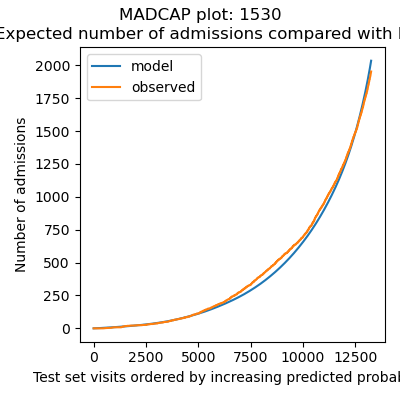 MADCAP plot: 1530
Expected number of admissions compared with
model
observed
Number of admissions
2000
1750
1500
1250
1000
750
500
250
0
0 2500 5000 7500 10000 12500
Test set visits ordered by increasing predicted